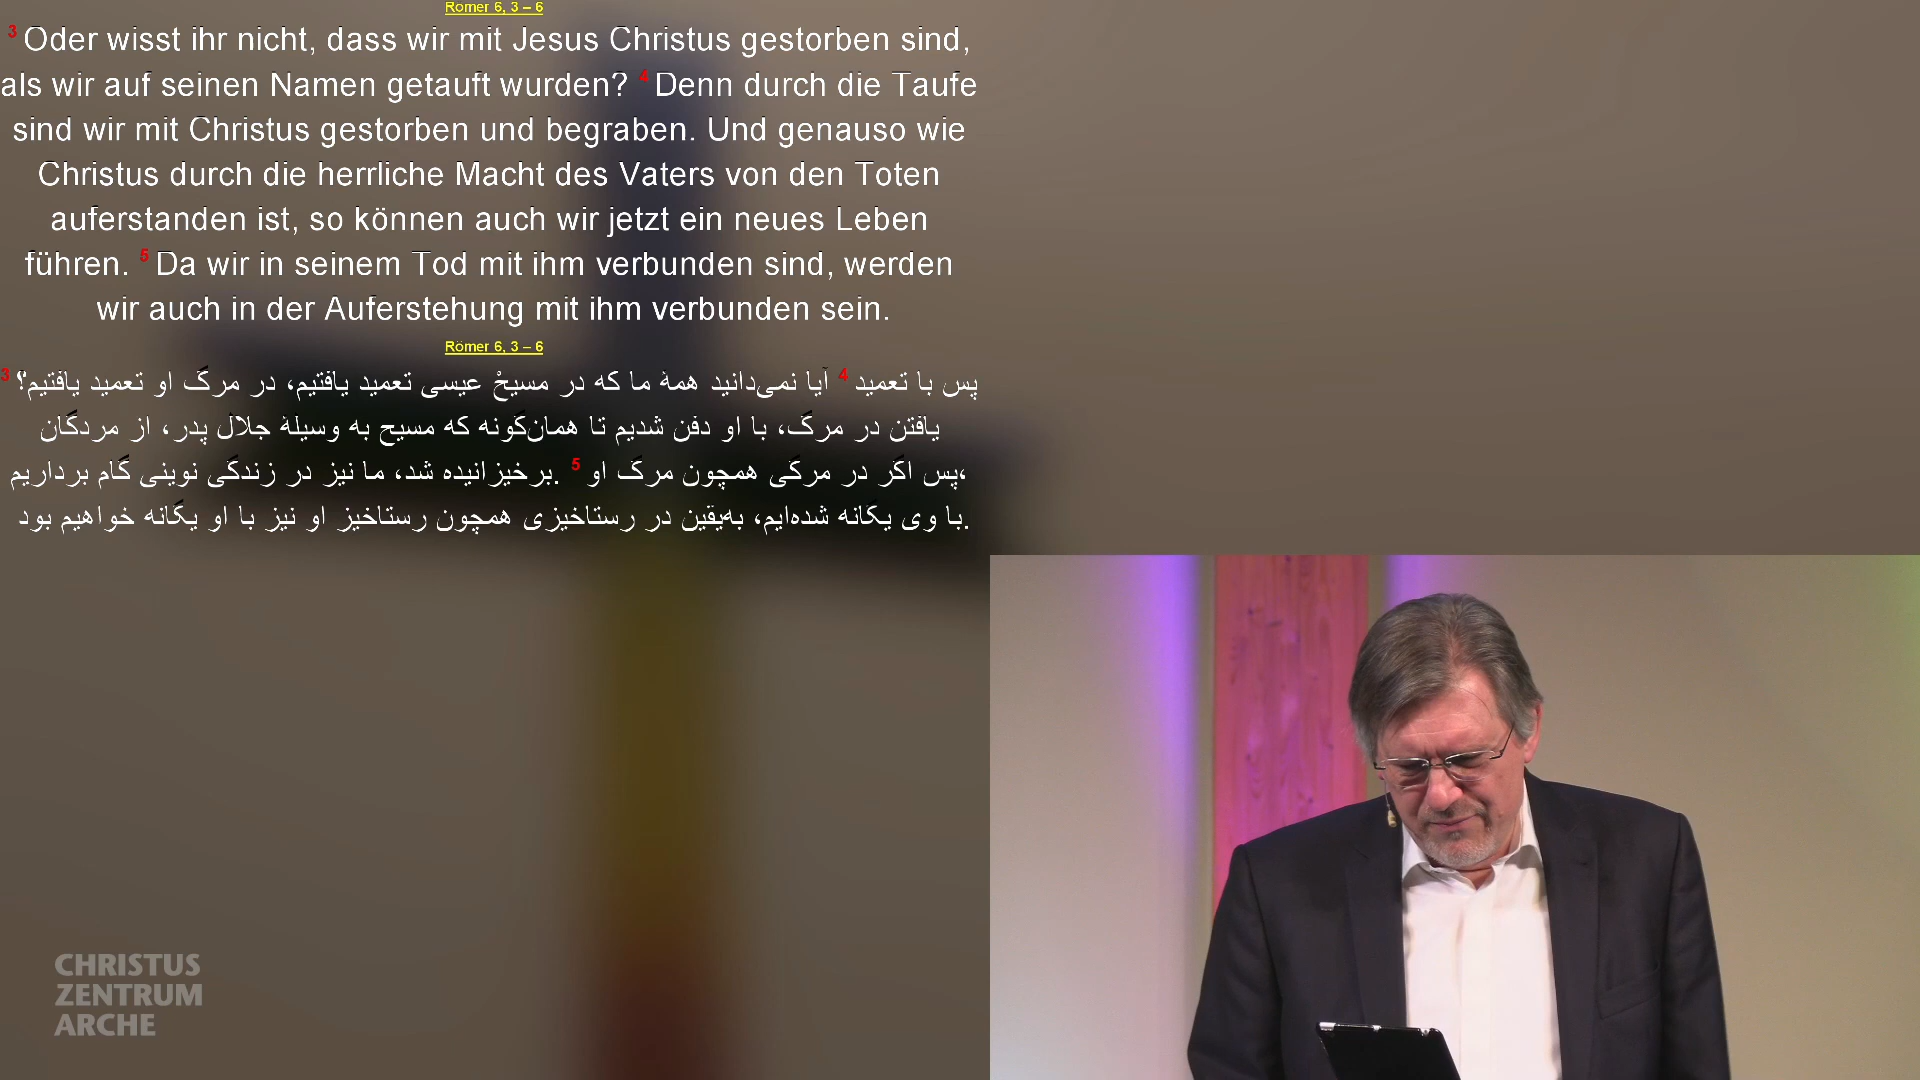 Römer 6, 3 – 6
3 Oder wisst ihr nicht, dass wir mit Jesus Christus gestorben sind,
als wir auf seinen Namen getauft wurden? 4 Denn durch die Taufe
sind wir mit Christus gestorben und begraben. Und genauso wie
Christus durch die herrliche Macht des Vaters von den Toten
auferstanden ist, so können auch wir jetzt ein neues Leben
führen. 5 Da wir in seinem Tod mit ihm verbunden sind, werden
wir auch in der Auferstehung mit ihm verbunden sein.
Römer 6, 3 – 6
3 آیا نمی‌دانید همهٔ ما که در مسیحْ عیسی تعمید یافتیم، در مرگ او تعمید یافتیم؟ 4 پس با تعمید
یافتن در مرگ، با او دفن شدیم تا همان‌گونه که مسیح به وسیلهٔ جلال پدر، از مردگان
برخیزانیده شد، ما نیز در زندگی نوینی گام برداریم. 5 پس اگر در مرگی همچون مرگ او،
با وی یگانه شده‌ایم، به‌یقین در رستاخیزی همچون رستاخیز او نیز با او یگانه خواهیم بود.
CHRISTUS
ZENTRUM
ARCHE